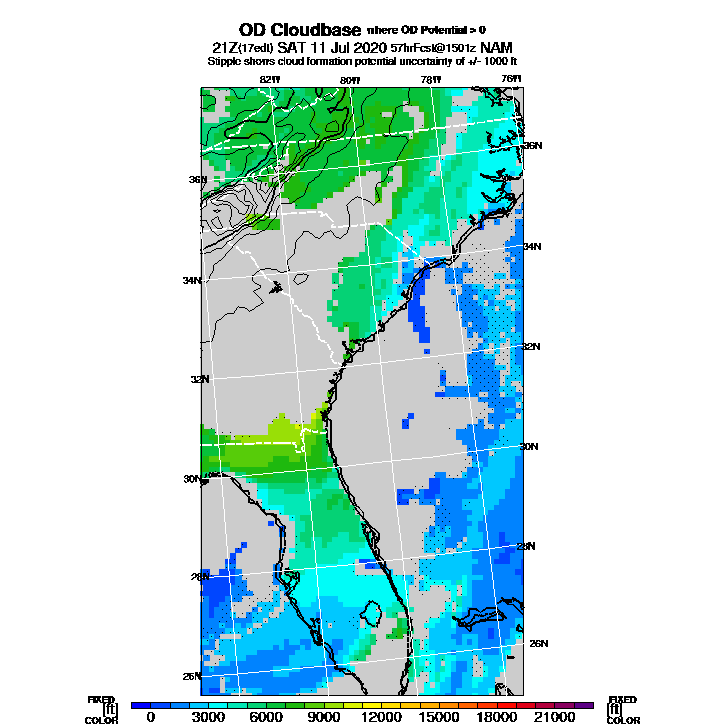 OD Cloudbase where OD Potential > 0
21Z(17edt) SAT 11 Jul 2020 57hrFcst@1501z NAM
Stipple shows cloud formation potential uncertainty of +/- 1000 ft
82W 80W 78W 76W
36N
36N
34N
34N
32N
32N
30N
30N
28N
28N
26N
26N
FIXED FIXED
[ft] [ft]
COLOR COLOR
0 3000 6000 9000 12000 15000 18000 21000